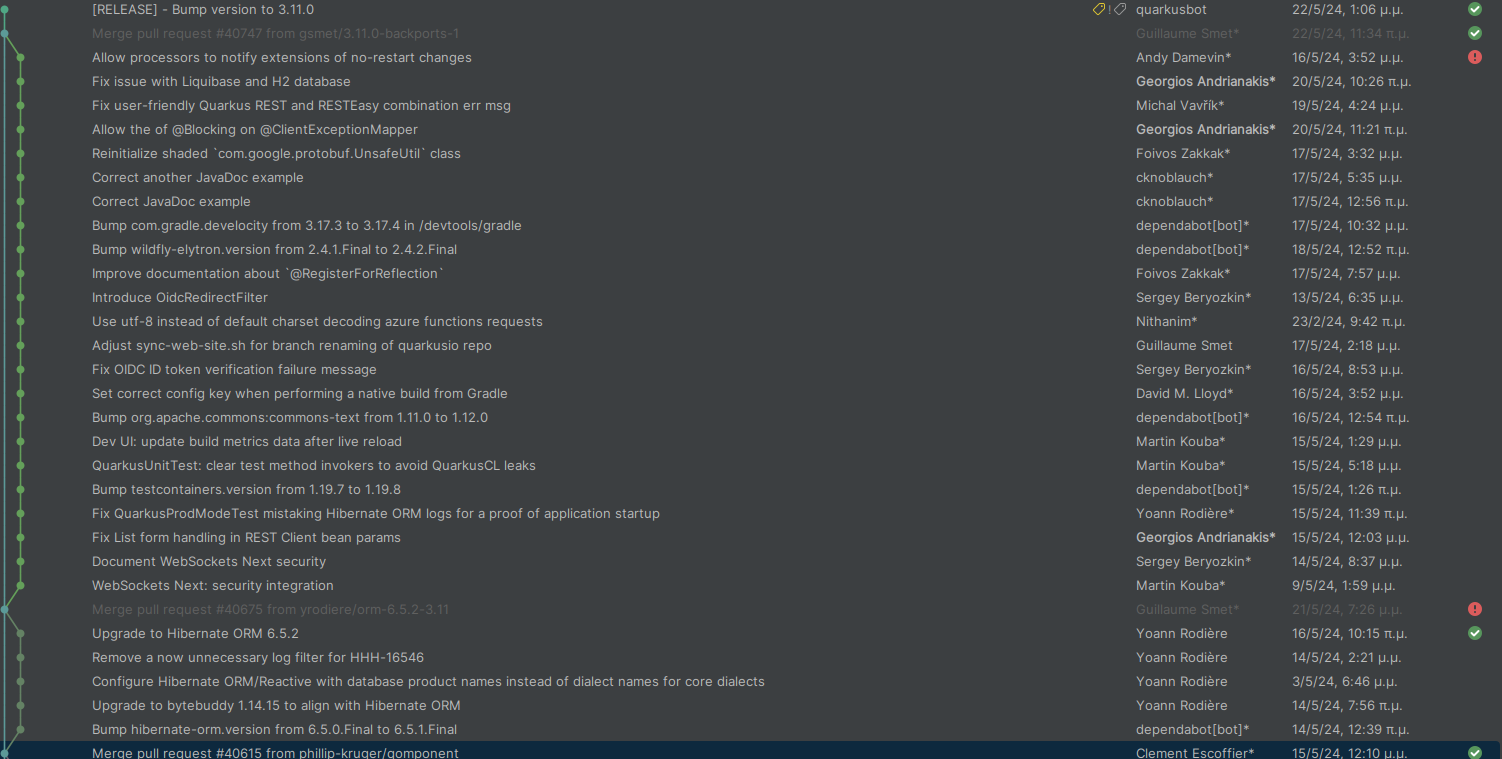 [RELEASE] - Bump version to 3.11.0 quarkusbot 22/5/24, 1:06 μ.μ.
Merge pull request #40747 from gsmet/3.11.0-backports-1 Guillaume Smet* 22/5/24, 11:34 π.μ.
Allow processors to notify extensions of no-restart changes Andy Damevin* 16/5/24, 3:52 μ.μ.
Fix issue with Liquibase and H2 database Georgios Andrianakis* 20/5/24, 10:26 π.μ.
Fix user-friendly Quarkus REST and RESTEasy combination err msg Michal Vavřík* 19/5/24, 4:24 μ.μ.
Allow the of @Blocking on @ClientExceptionMapper Georgios Andrianakis* 20/5/24, 11:21 π.μ.
Reinitialize shaded `com.google.protobuf.UnsafeUtil` class Foivos Zakkak* 17/5/24, 3:32 μ.μ.
Correct another JavaDoc example cknoblauch* 17/5/24, 5:35 μ.μ.
Correct JavaDoc example cknoblauch* 17/5/24, 12:56 π.μ.
Bump com.gradle.develocity from 3.17.3 to 3.17.4 in /devtools/gradle dependabot[bot]* 17/5/24, 10:32 μ.μ.
Bump wildfly-elytron.version from 2.4.1.Final to 2.4.2.Final dependabot[bot]* 18/5/24, 12:52 π.μ.
Improve documentation about `@RegisterForReflection` Foivos Zakkak* 17/5/24, 7:57 μ.μ.
Introduce OidcRedirectFilter Sergey Beryozkin* 13/5/24, 6:35 μ.μ.
Use utf-8 instead of default charset decoding azure functions requests Nithanim* 23/2/24, 9:42 π.μ.
Adjust sync-web-site.sh for branch renaming of quarkusio repo Guillaume Smet 17/5/24, 2:18 μ.μ.
Fix OIDC ID token verification failure message Sergey Beryozkin* 16/5/24, 8:53 μ.μ.
Set correct config key when performing a native build from Gradle David M. Lloyd* 16/5/24, 3:52 μ.μ.
Bump org.apache.commons:commons-text from 1.11.0 to 1.12.0 dependabot[bot]* 16/5/24, 12:54 π.μ.
Dev UI: update build metrics data after live reload Martin Kouba* 15/5/24, 1:29 μ.μ.
QuarkusUnitTest: clear test method invokers to avoid QuarkusCL leaks Martin Kouba* 15/5/24, 5:18 μ.μ.
Bump testcontainers.version from 1.19.7 to 1.19.8 dependabot[bot]* 15/5/24, 1:26 π.μ.
Fix QuarkusProdModeTest mistaking Hibernate ORM logs for a proof of application startup Yoann Rodière* 15/5/24, 11:39 π.μ.
Fix List form handling in REST Client bean params Georgios Andrianakis* 15/5/24, 12:03 μ.μ.
Document WebSockets Next security Sergey Beryozkin* 14/5/24, 8:37 μ.μ.
WebSockets Next: security integration Martin Kouba* 9/5/24, 1:59 μ.μ.
Merge pull request #40675 from yrodiere/orm-6.5.2-3.11 Guillaume Smet* 21/5/24, 7:26 μ.μ.
Upgrade to Hibernate ORM 6.5.2 Yoann Rodière 16/5/24, 10:15 π.μ.
Remove a now unnecessary log filter for HHH-16546 Yoann Rodière 14/5/24, 2:21 μ.μ.
Configure Hibernate ORM/Reactive with database product names instead of dialect names for core dialects Yoann Rodière 3/5/24, 6:46 μ.μ.
Upgrade to bytebuddy 1.14.15 to align with Hibernate ORM Yoann Rodière 14/5/24, 7:56 μ.μ.
Bump hibernate-orm.version from 6.5.0.Final to 6.5.1.Final dependabot[bot]* 14/5/24, 12:39 π.μ.
Merge pull request #40615 from phillip-kruger/qomponent Clement Escoffier* 15/5/24, 12:10 μ.μ.